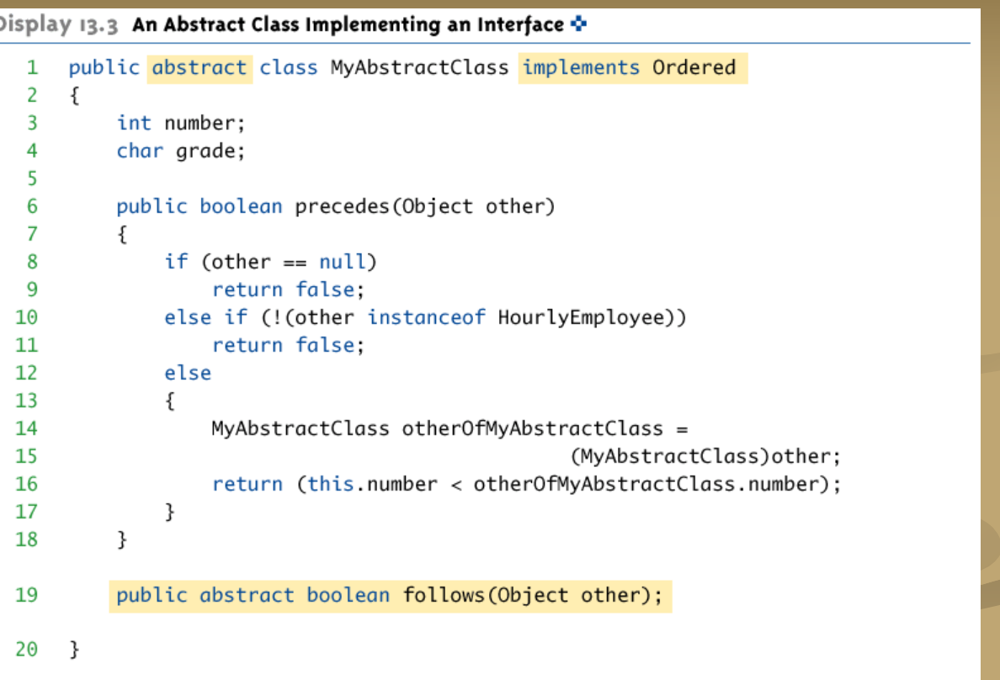 Display 13.3 An Abstract Class Implementing an Interface
1 public abstract class MyAbstractClass implements Ordered
2 {
3 int number;
4 char grade;
5
6 public boolean precedes(Object other)
7 {
8 if (other == null)
9 return false;
10 else if (!(other instanceof HourlyEmployee))
11 return false;
12 else
13 {
14 MyAbstractClass otherOfMyAbstractClass =
15 (MyAbstractClass)other;
16 return (this.number < otherOfMyAbstractClass.number);
17 }
18 }
19 public abstract boolean follows(Object other);
20 }